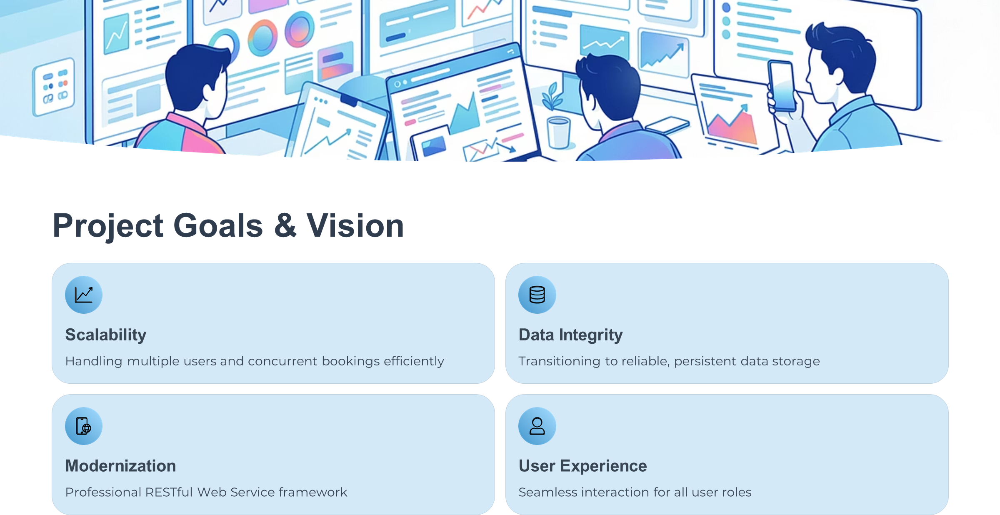 Project Goals & Vision
Scalability
Handling multiple users and concurrent bookings efficiently
Data Integrity
Transitioning to reliable, persistent data storage
Modernization
Professional RESTful Web Service framework
User Experience
Seamless interaction for all user roles